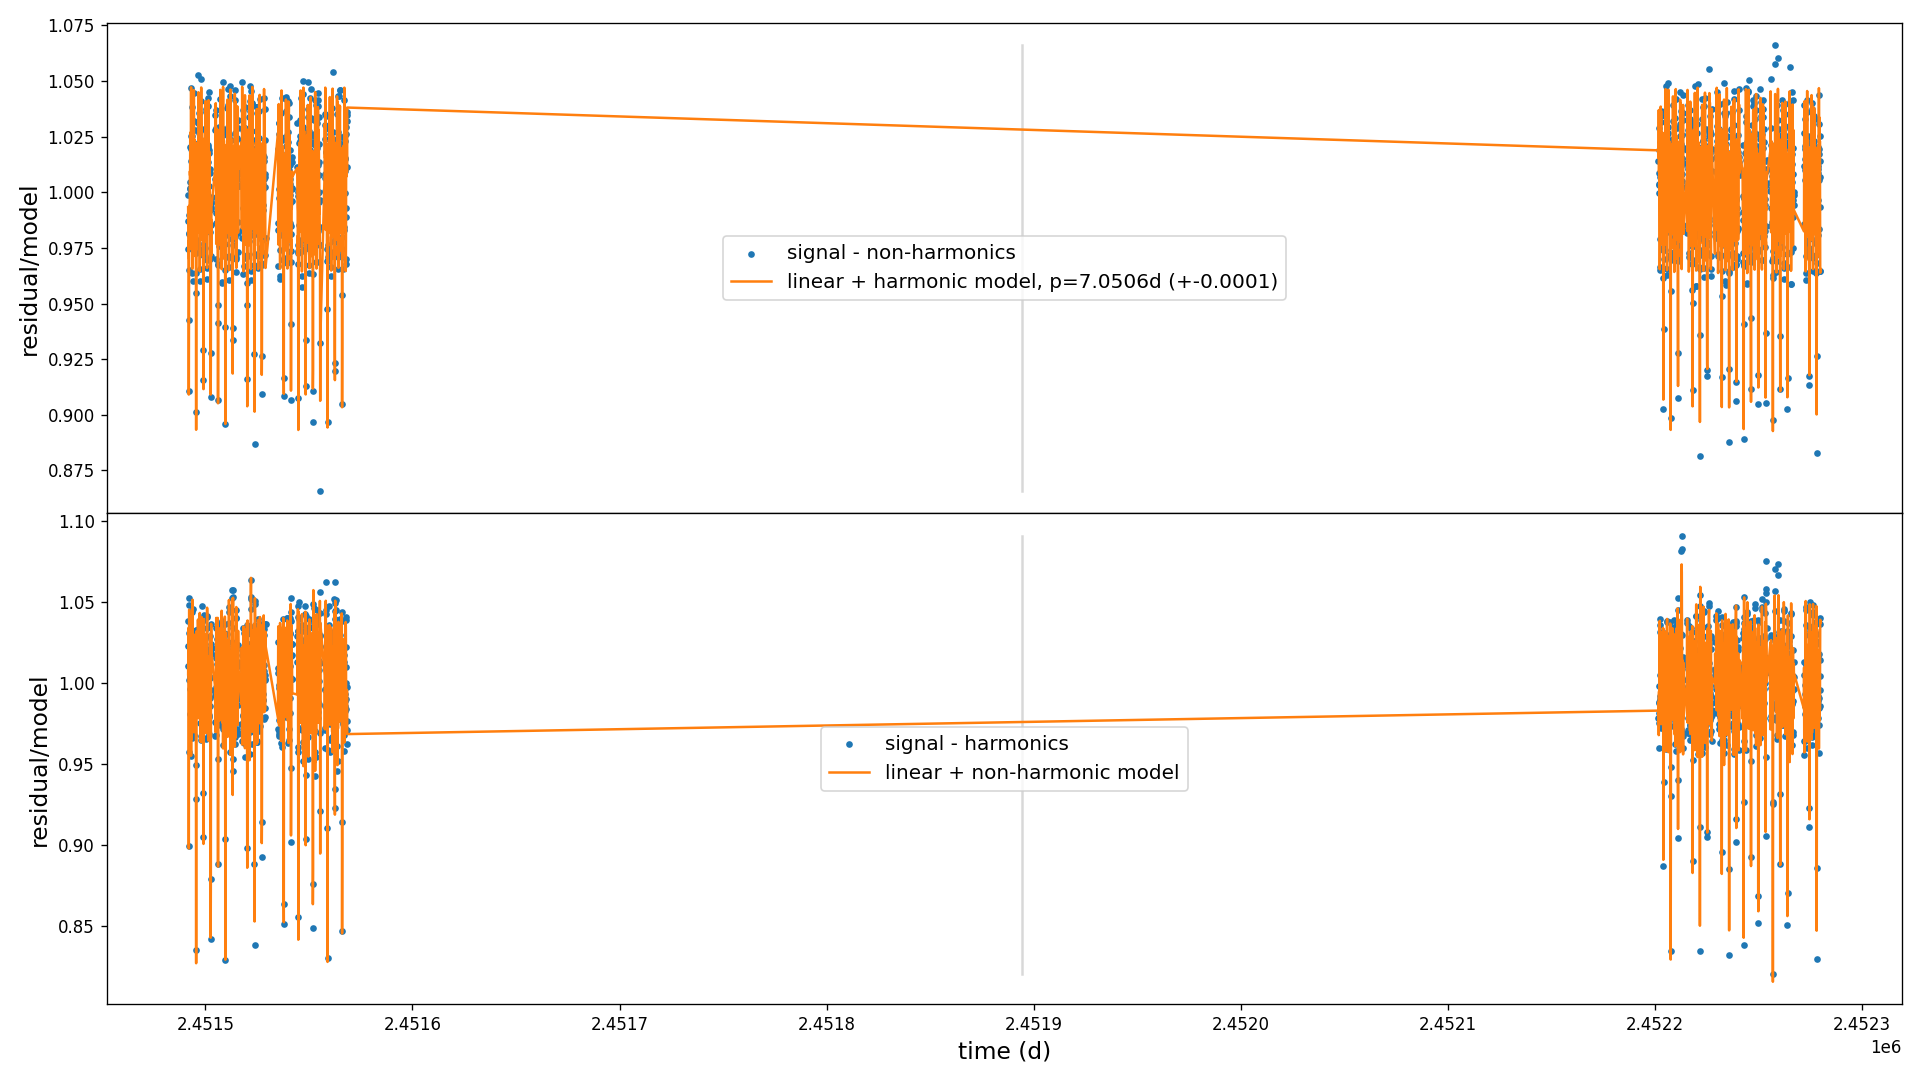 1.075
1.050
1.025
1.000
0.975
0.950
0.925
0.900
0.875
residual/model
signal - non-harmonics
linear + harmonic model, p=7.0506d (+-0.0001)
1.10
1.05
1.00
0.95
0.90
0.85
residual/model
signal - harmonics
linear + non-harmonic model
2.4515 2.4516 2.4517 2.4518 2.4519 2.4520 2.4521 2.4522 2.4523
1e6
time (d)